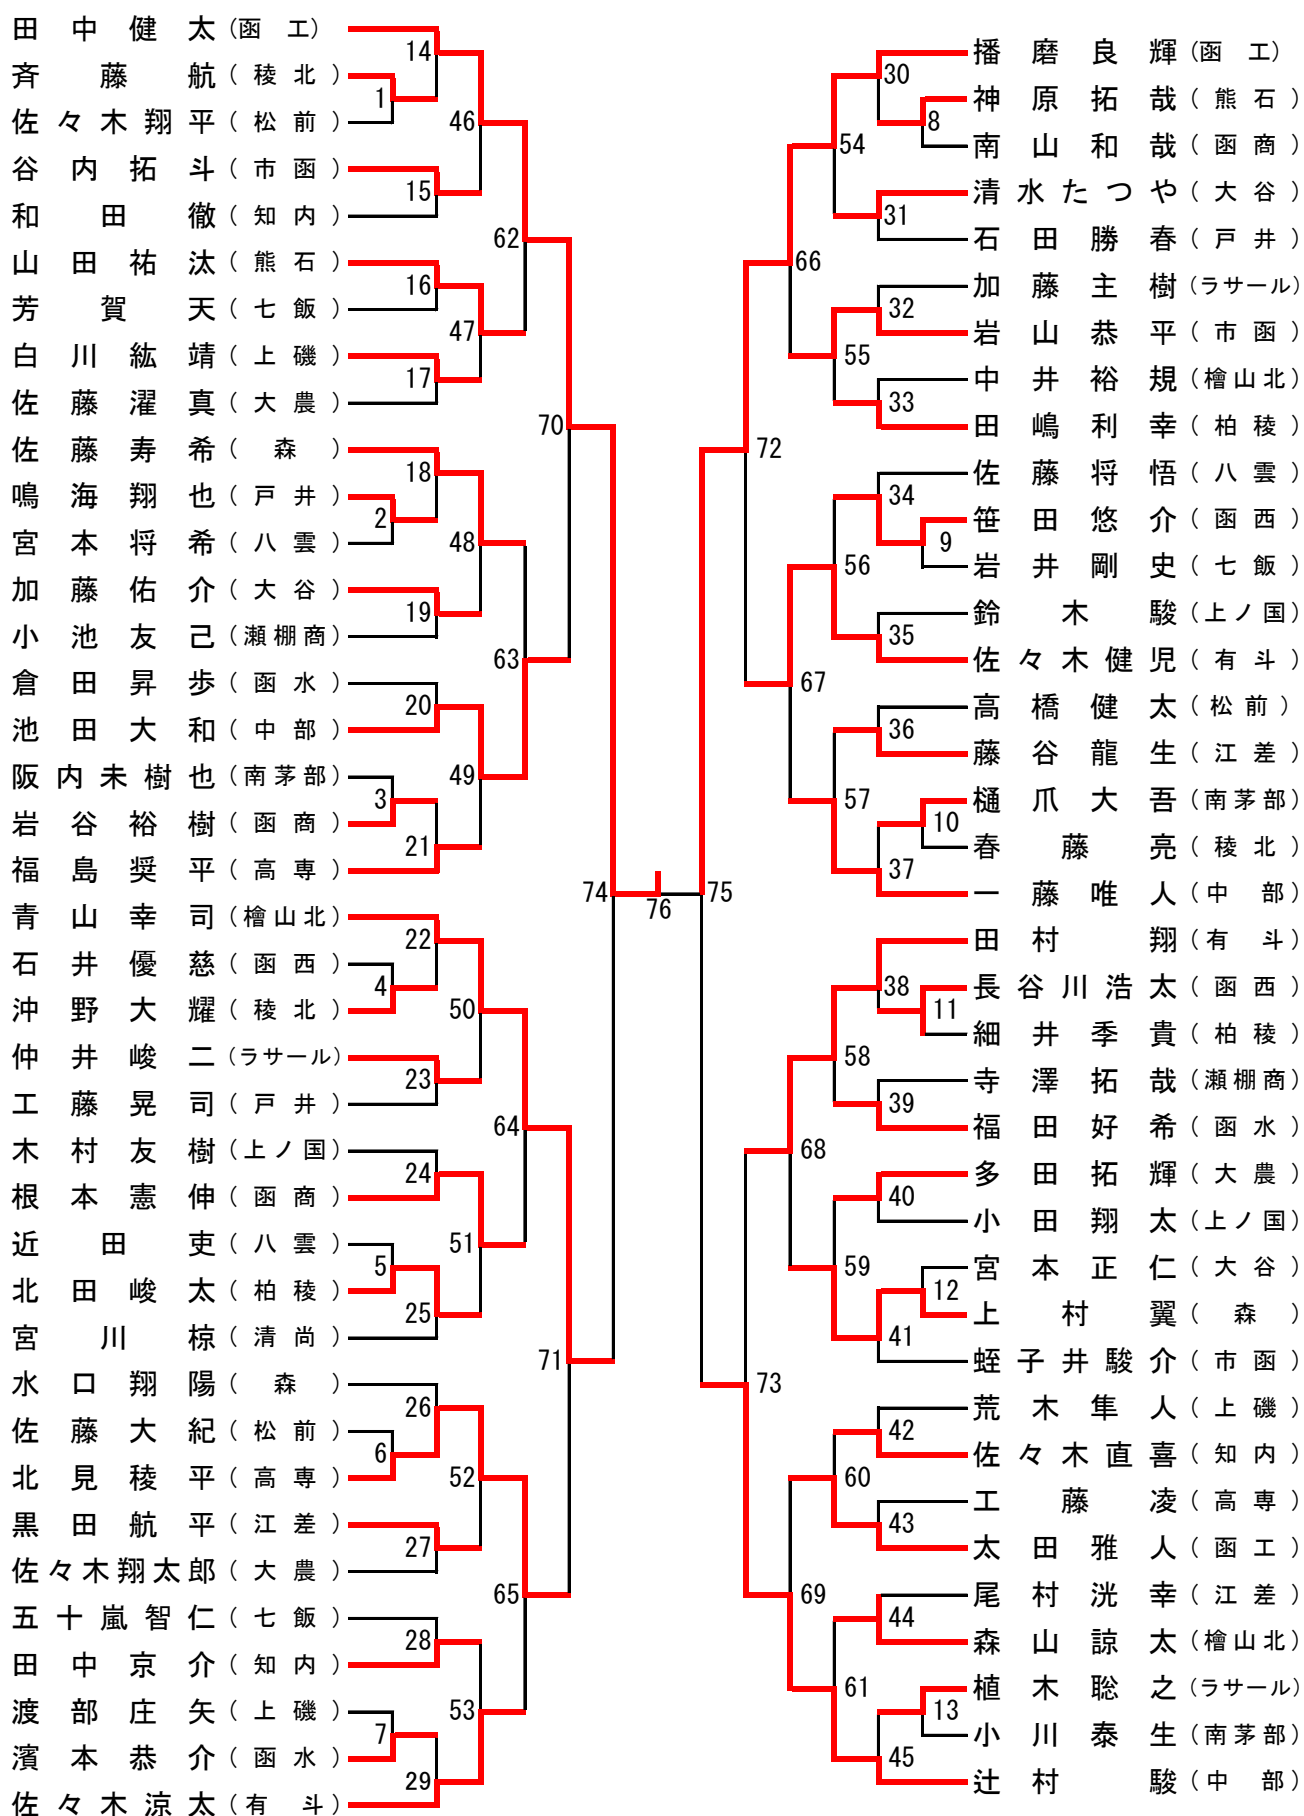 田中健太(函工)
斉藤航(稜北)
佐々木翔平(松前)
谷内拓斗(市函)
和田徹(知内)
山田祐汰(熊石)
芳賀天(七飯)
白川紘靖(上磯)
佐藤濯真(大農)
佐藤寿希(森)
鳴海翔也(戸井)
宮本将希(八雲)
加藤佑介(大谷)
小池友己(瀬棚商)
倉田昇歩(函水)
池田大和(中部)
阪内未樹也(南茅部)
岩谷裕樹(函商)
福島奨平(高専)
青山幸司(檜山北)
石井優慈(函西)
沖野大耀(稜北)
仲井峻二(ラサール)
工藤晃司(戸井)
木村友樹(上ノ国)
根本憲伸(函商)
近田吏(八雲)
北田峻太(柏稜)
宮川椋(清尚)
水口翔陽(森)
佐藤大紀(松前)
北見稜平(高専)
黒田航平(江差)
佐々木翔太郎(大農)
五十嵐智仁(七飯)
田中京介(知内)
渡部庄矢(上磯)
濱本恭介(函水)
佐々木涼太(有斗)
1
2
3
4
5
6
7
14
15
16
17
18
19
20
21
22
23
24
25
26
27
28
29
46
47
48
49
50
51
52
53
62
63
64
65
70
71
74
76
75
72
73
66
67
68
69
54
55
56
57
58
59
60
61
30
31
32
33
34
35
36
37
38
39
40
41
42
43
44
45
8
9
10
11
12
13
播磨良輝(函工)
神原拓哉(熊石)
南山和哉(函商)
清水たつや(大谷)
石田勝春(戸井)
加藤主樹(ラサール)
岩山恭平(市函)
中井裕規(檜山北)
田嶋利幸(柏稜)
佐藤将悟(八雲)
笹田悠介(函西)
岩井剛史(七飯)
鈴木駿(上ノ国)
佐々木健児(有斗)
高橋健太(松前)
藤谷龍生(江差)
樋爪大吾(南茅部)
春藤亮(稜北)
一藤唯人(中部)
田村翔(有斗)
長谷川浩太(函西)
細井季貴(柏稜)
寺澤拓哉(瀬棚商)
福田好希(函水)
多田拓輝(大農)
小田翔太(上ノ国)
宮本正仁(大谷)
上村翼(森)
蛭子井駿介(市函)
荒木隼人(上磯)
佐々木直喜(知内)
工藤凌(高専)
太田雅人(函工)
尾村洸幸(江差)
森山諒太(檜山北)
植木聡之(ラサール)
小川泰生(南茅部)
辻村駿(中部)